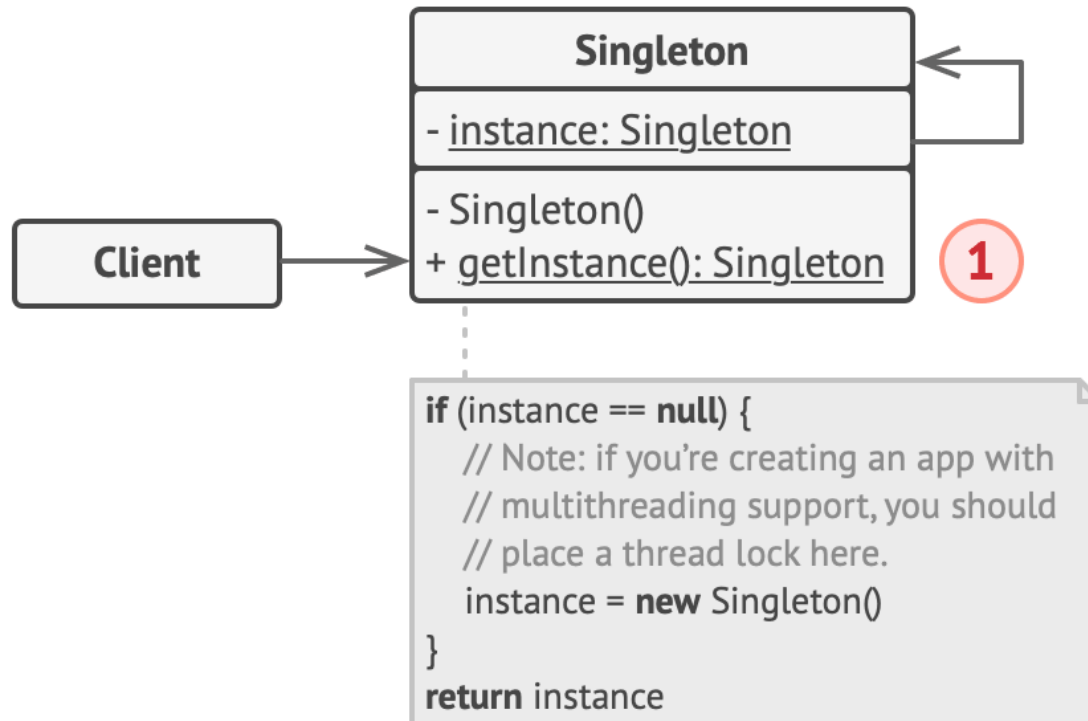 Singleton
- instance: Singleton
- Singleton()
+ getInstance(): Singleton
Client
1
if (instance == null) {
// Note: if you’re creating an app with
// multithreading support, you should
// place a thread lock here.
instance = new Singleton()
}
return instance